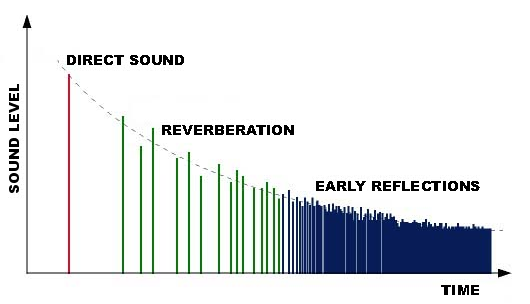 DIRECT SOUND
REVERBERATION
EARLY REFLECTIONS
SOUND LEVEL
TIME